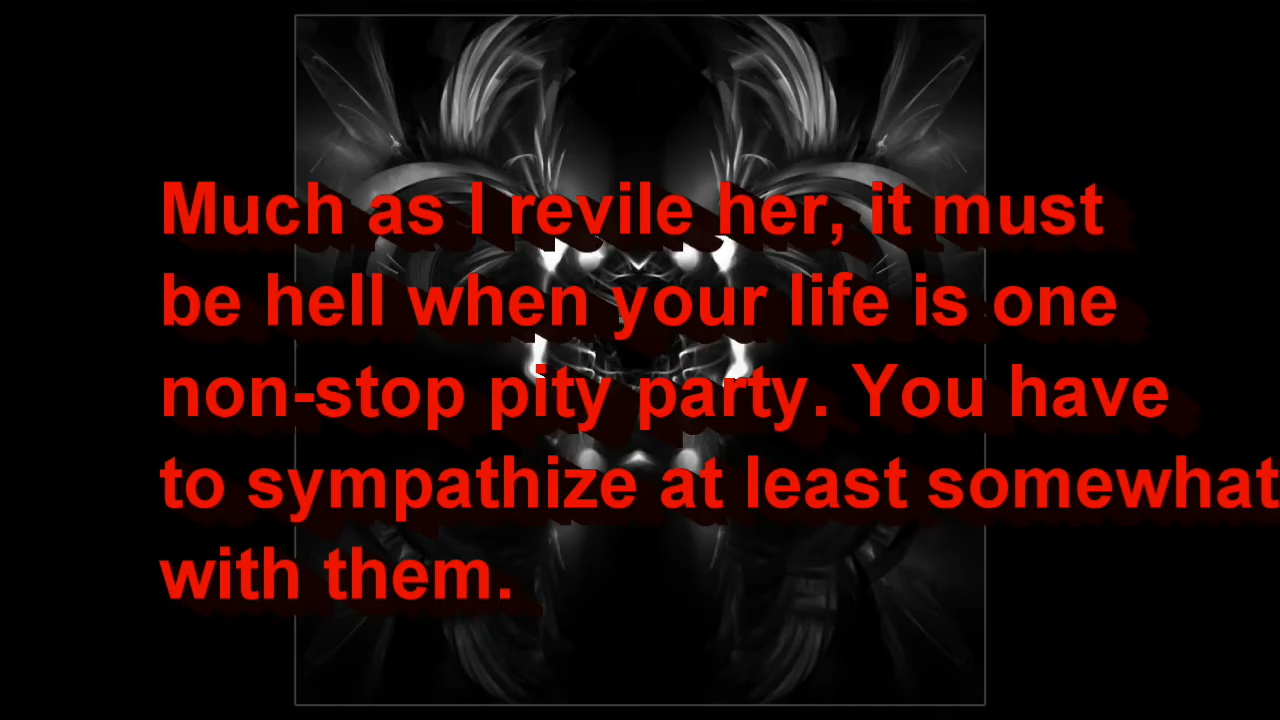 Much as I revile her, it must
be hell when your life is one
non-stop pity party. You have
to sympathize at least somewhat
with them.